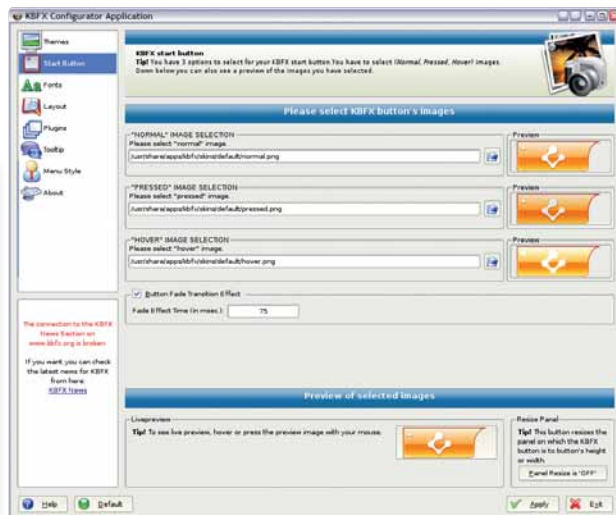 KBFX Configurator Application
Themes
Start Button
Fonts
Layout
Plugins
Tooltip
Menu Style
About
KBFX start button
Tip! You have 3 options to select for your KBFX start button.You have to select (Normal, Pressed, Hover) images.
Down below you can also see a preview of the images you have selected.
Please select KBFX button's images
"NORMAL" IMAGE SELECTION
Please select "normal" image.
/usr/share/apps/kbfx/skins/default/normal.png
Preview
"PRESSED" IMAGE SELECTION
Please select "pressed" image.
/usr/share/apps/kbfx/skins/default/pressed.png
Preview
"HOVER" IMAGE SELECTION
Please select "hover" image.
/usr/share/apps/kbfx/skins/default/hover.png
Preview
Button Fade Transition Effect
Fade Effect Time (in msec.):
75
The connection to the KBFX
News Section on
www.kbfx.org is broken.
If you want you can check
the latest news for KBFX
from here:
KBFX News
Preview of selected images
Livepreview
Tip! To see live preview, hover or press the preview image with your mouse.
Resize Panel
Tip! This button resizes the
panel on which the KBFX
button is to button's height
or width.
Panel Resize is 'OFF'
Help
Default
Apply
Exit